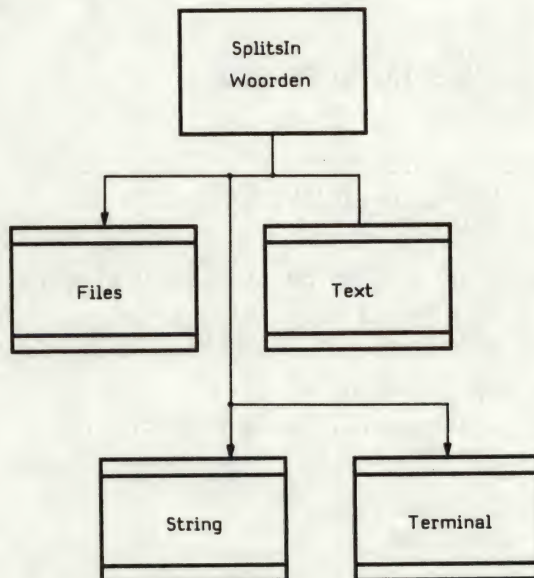 SplitsIn
Woorden
Files
Text
String
Terminal